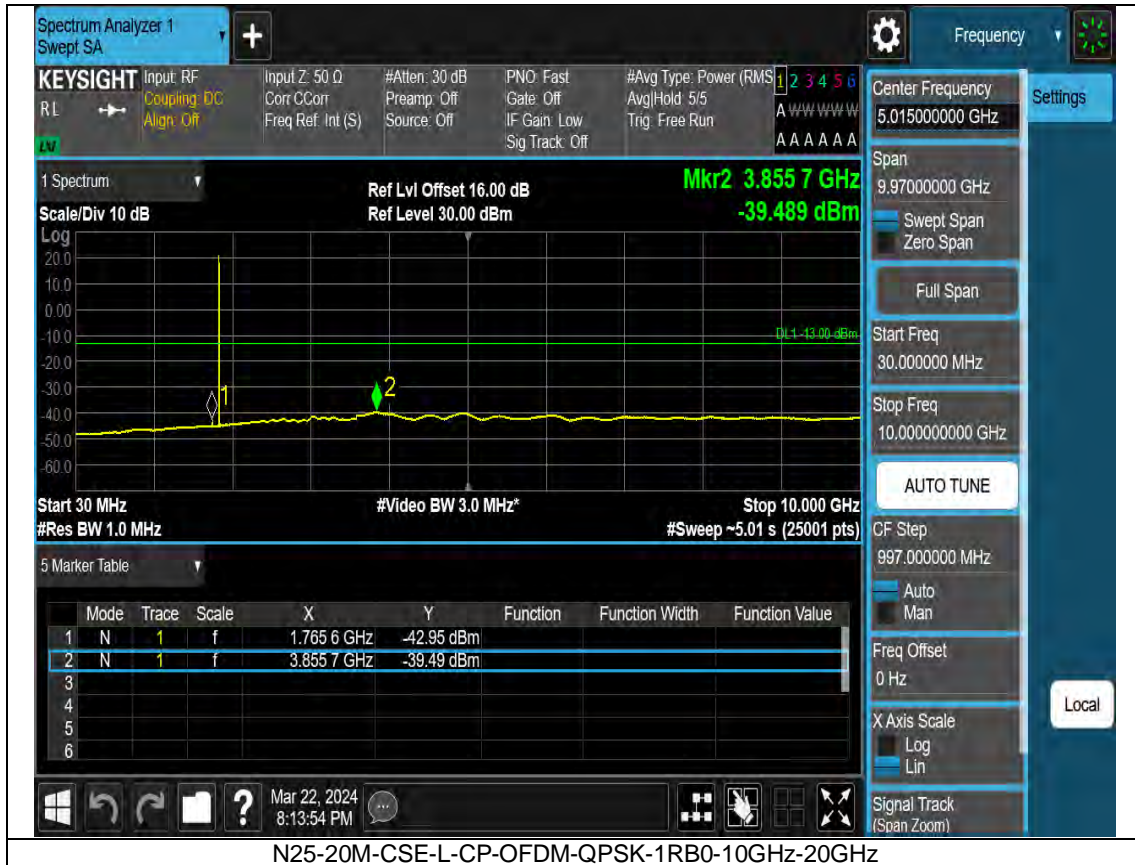 Spectrum Analyzer 1
Swept SA
+
Frequency
KEYSIGHT
RL
LXI
Input: RF
Coupling: DC
Align: Off
Input Z: 50 Ω
Corr CCorr
Freq Ref: Int (S)
#Atten: 30 dB
Preamp: Off
Source: Off
PNO: Fast
Gate: Off
IF Gain: Low
Sig Track: Off
#Avg Type: Power (RMS
Avg|Hold: 5/5
Trig: Free Run
1 2 3 4 5 6
A W W W W W
A A A A A A
1 Spectrum
Scale/Div 10 dB
Ref Lvl Offset 16.00 dB
Ref Level 30.00 dBm
Mkr2 3.855 7 GHz
-39.489 dBm
Log
20.0
10.0
0.00
-10.0
-20.0
-30.0
-40.0
-50.0
-60.0
DL1 -13.00 dBm
1
2
Start 30 MHz
#Res BW 1.0 MHz
#Video BW 3.0 MHz*
Stop 10.000 GHz
#Sweep ~5.01 s (25001 pts)
5 Marker Table
Mode Trace Scale X Y Function Function Width Function Value
1 N 1 f 1.765 6 GHz -42.95 dBm
2 N 1 f 3.855 7 GHz -39.49 dBm
3
4
5
6
?
Mar 22, 2024
8:13:54 PM
Center Frequency
5.015000000 GHz
Settings
Span
9.97000000 GHz
Swept Span
Zero Span
Full Span
Start Freq
30.000000 MHz
Stop Freq
10.000000000 GHz
AUTO TUNE
CF Step
997.000000 MHz
Auto
Man
Freq Offset
0 Hz
X Axis Scale
Log
Lin
Local
Signal Track
(Span Zoom)
N25-20M-CSE-L-CP-OFDM-QPSK-1RB0-10GHz-20GHz